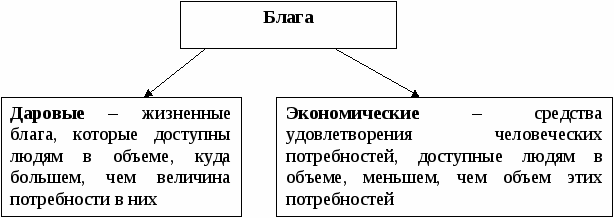 Блага
Даровые – жизненные
блага, которые доступны
людям в объеме, куда
большем, чем величина
потребности в них
Экономические – средства
удовлетворения человеческих
потребностей, доступные людям в
объеме, меньшем, чем объем этих
потребностей